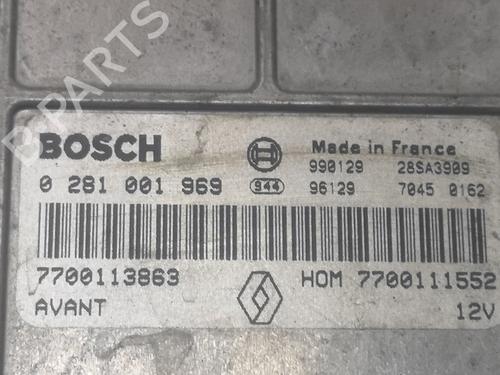 B-PARTS
BOSCH
Made in France
990129 28SA3909
0 281 001 969 944 96129 7045 0162
7700113863 HOM 7700111552
AVANT 12V